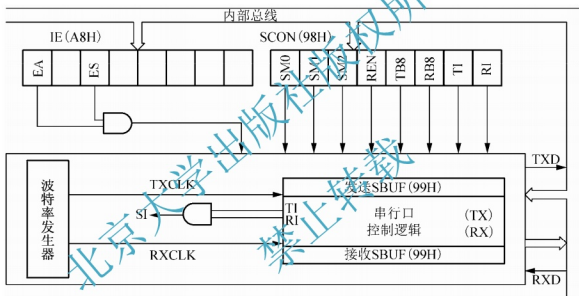 内部总线
IE(A8H)
SCON(98H)
EA
ES
SM0
SM1
SM2
REN
TB8
RB8
TI
RI
TXD
波特率发生器
TXCLK
发送SBUF(99H)
SI
TI
RI
串行口
控制逻辑
(TX)
(RX)
RXCLK
接收SBUF(99H)
RXD
北京大学出版社版权所有
禁止转载